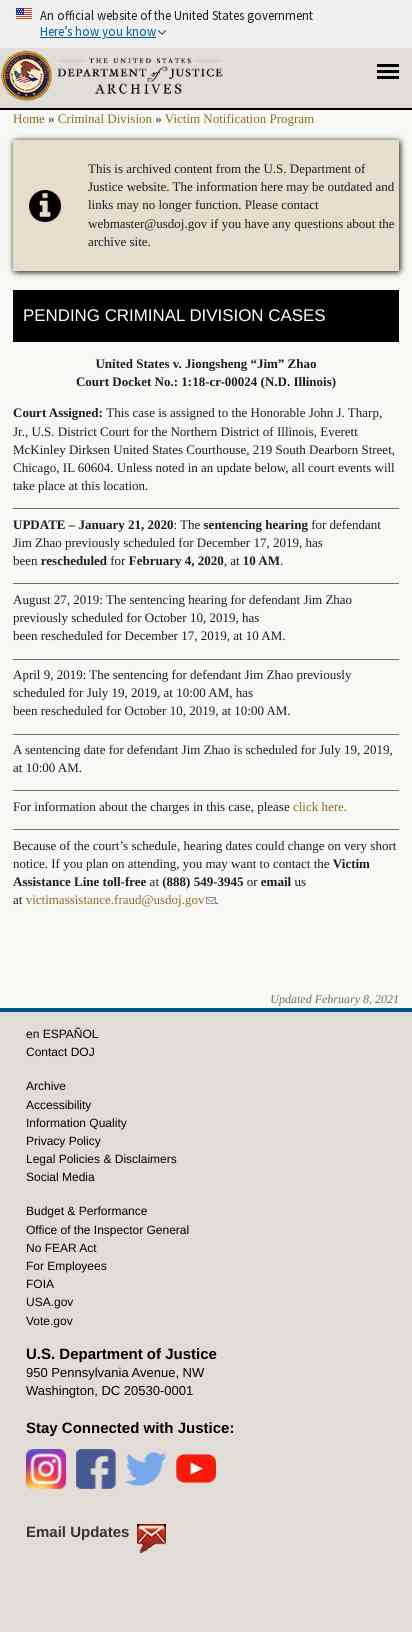 An official website of the United States government
Here's how you know
THE UNITED STATES
DEPARTMENT of JUSTICE
ARCHIVES
Home » Criminal Division » Victim Notification Program
This is archived content from the U.S. Department of
Justice website. The information here may be outdated and
links may no longer function. Please contact
webmaster@usdoj.gov if you have any questions about the
archive site.
PENDING CRIMINAL DIVISION CASES
United States v. Jiongsheng “Jim” Zhao
Court Docket No.: 1:18-cr-00024 (N.D. Illinois)
Court Assigned: This case is assigned to the Honorable John J. Tharp,
Jr., U.S. District Court for the Northern District of Illinois, Everett
McKinley Dirksen United States Courthouse, 219 South Dearborn Street,
Chicago, IL 60604. Unless noted in an update below, all court events will
take place at this location.
UPDATE – January 21, 2020: The sentencing hearing for defendant
Jim Zhao previously scheduled for December 17, 2019, has
been rescheduled for February 4, 2020, at 10 AM.
August 27, 2019: The sentencing hearing for defendant Jim Zhao
previously scheduled for October 10, 2019, has
been rescheduled for December 17, 2019, at 10 AM.
April 9, 2019: The sentencing for defendant Jim Zhao previously
scheduled for July 19, 2019, at 10:00 AM, has
been rescheduled for October 10, 2019, at 10:00 AM.
A sentencing date for defendant Jim Zhao is scheduled for July 19, 2019,
at 10:00 AM.
For information about the charges in this case, please click here.
Because of the court’s schedule, hearing dates could change on very short
notice. If you plan on attending, you may want to contact the Victim
Assistance Line toll-free at (888) 549-3945 or email us
at victimassistance.fraud@usdoj.gov.
Updated February 8, 2021
en ESPAÑOL
Contact DOJ
Archive
Accessibility
Information Quality
Privacy Policy
Legal Policies & Disclaimers
Social Media
Budget & Performance
Office of the Inspector General
No FEAR Act
For Employees
FOIA
USA.gov
Vote.gov
U.S. Department of Justice
950 Pennsylvania Avenue, NW
Washington, DC 20530-0001
Stay Connected with Justice:
Email Updates